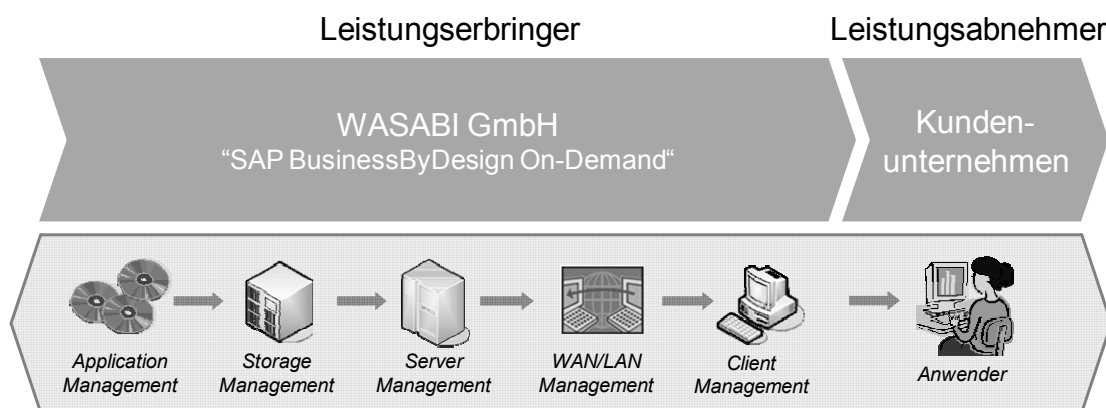 Leistungserbringer
Leistungsabnehmer
WASABI GmbH
“SAP BusinessByDesign On-Demand“
Kunden-
unternehmen
Application
Management
Storage
Management
Server
Management
WAN/LAN
Management
Client
Management
Anwender